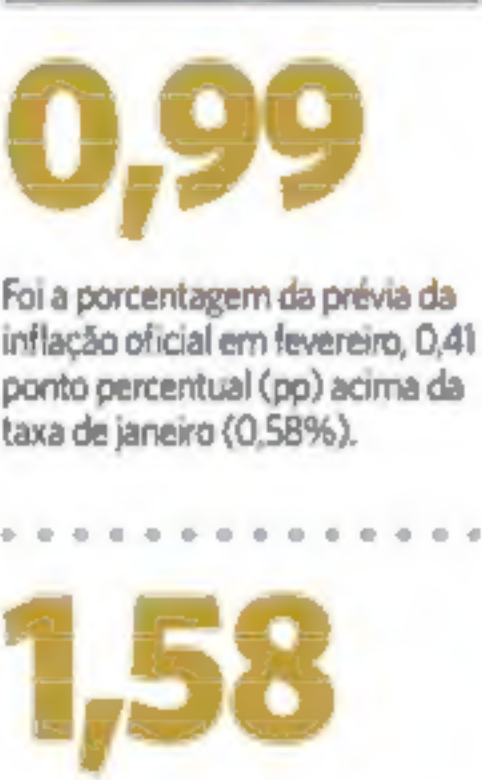 0,99
Foi a porcentagem da prévia da
inflação oficial em fevereiro, 0,41
ponto percentual (pp) acima da
taxa de janeiro (0,58%).
1,58